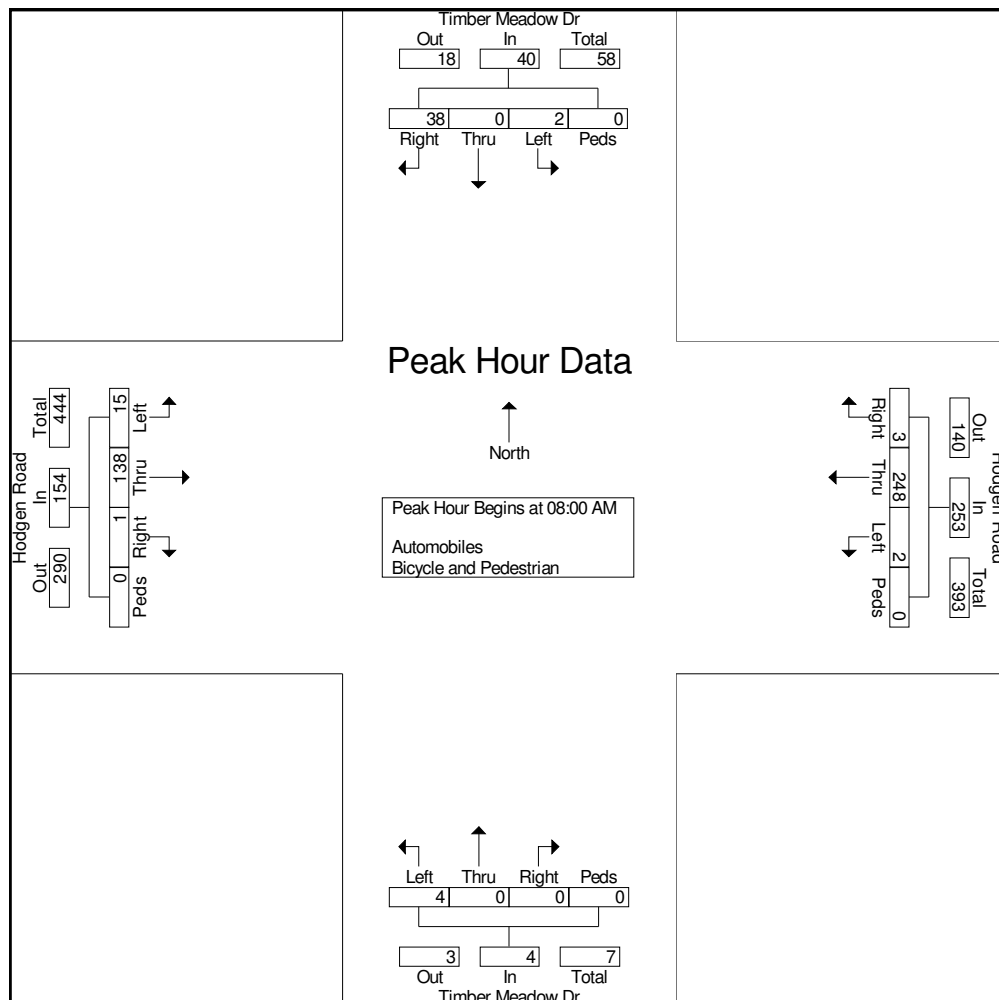 Timber Meadow Dr
Out In Total
18 40 58
38 0 2 0
Right Thru Left Peds
Peak Hour Data
North
Peak Hour Begins at 08:00 AM
Automobiles
Bicycle and Pedestrian
Hodgen Road
Total In Out
444 154 290
15 138 1 0
Left Thru Right Peds
Right Thru Left Peds
3 248 2 0
Out In Total
140 253 393
Hodgen Road
Left Thru Right Peds
4 0 0 0
3 4 7
Out In Total
Timber Meadow Dr